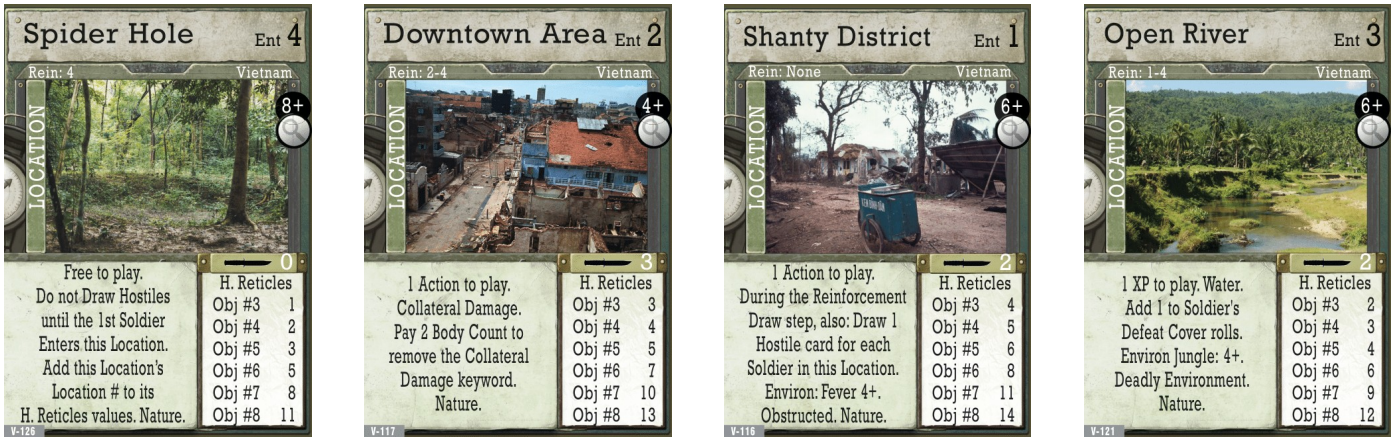 Spider Hole Ent 4
Rein: 4 Vietnam
8+
LOCATION
0
Free to play.
Do not Draw Hostiles
until the 1st Soldier
Enters this Location.
Add this Location's
Location # to its
H. Reticles values. Nature.
H. Reticles
Obj #3 1
Obj #4 2
Obj #5 3
Obj #6 5
Obj #7 8
Obj #8 11
V-126
Downtown Area Ent 2
Rein: 2-4 Vietnam
4+
LOCATION
3
1 Action to play.
Collateral Damage.
Pay 2 Body Count to
remove the Collateral
Damage keyword.
Nature.
H. Reticles
Obj #3 3
Obj #4 4
Obj #5 5
Obj #6 7
Obj #7 10
Obj #8 13
V-117
Shanty District Ent 1
Rein: None Vietnam
6+
LOCATION
2
1 Action to play.
During the Reinforcement
Draw step, also: Draw 1
Hostile card for each
Soldier in this Location.
Environ: Fever 4+.
Obstructed. Nature.
H. Reticles
Obj #3 4
Obj #4 5
Obj #5 6
Obj #6 8
Obj #7 11
Obj #8 14
V-116
Open River Ent 3
Rein: 1-4 Vietnam
6+
LOCATION
2
1 XP to play. Water.
Add 1 to Soldier's
Defeat Cover rolls.
Environ Jungle: 4+.
Deadly Environment.
Nature.
H. Reticles
Obj #3 2
Obj #4 3
Obj #5 4
Obj #6 6
Obj #7 9
Obj #8 12
V-121